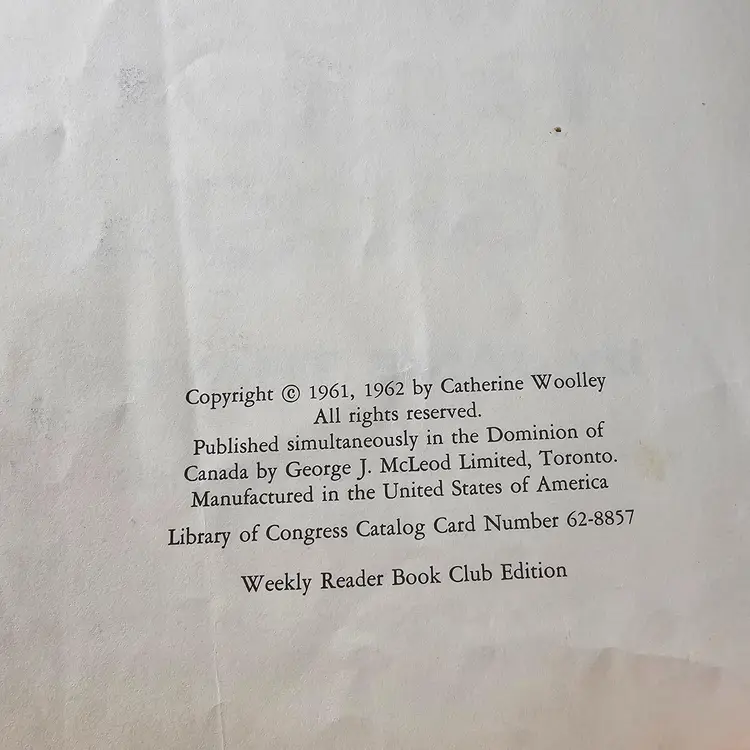 Copyright © 1961, 1962 by Catherine Woolley
All rights reserved.
Published simultaneously in the Dominion of
Canada by George J. McLeod Limited, Toronto.
Manufactured in the United States of America
Library of Congress Catalog Card Number 62-8857
Weekly Reader Book Club Edition